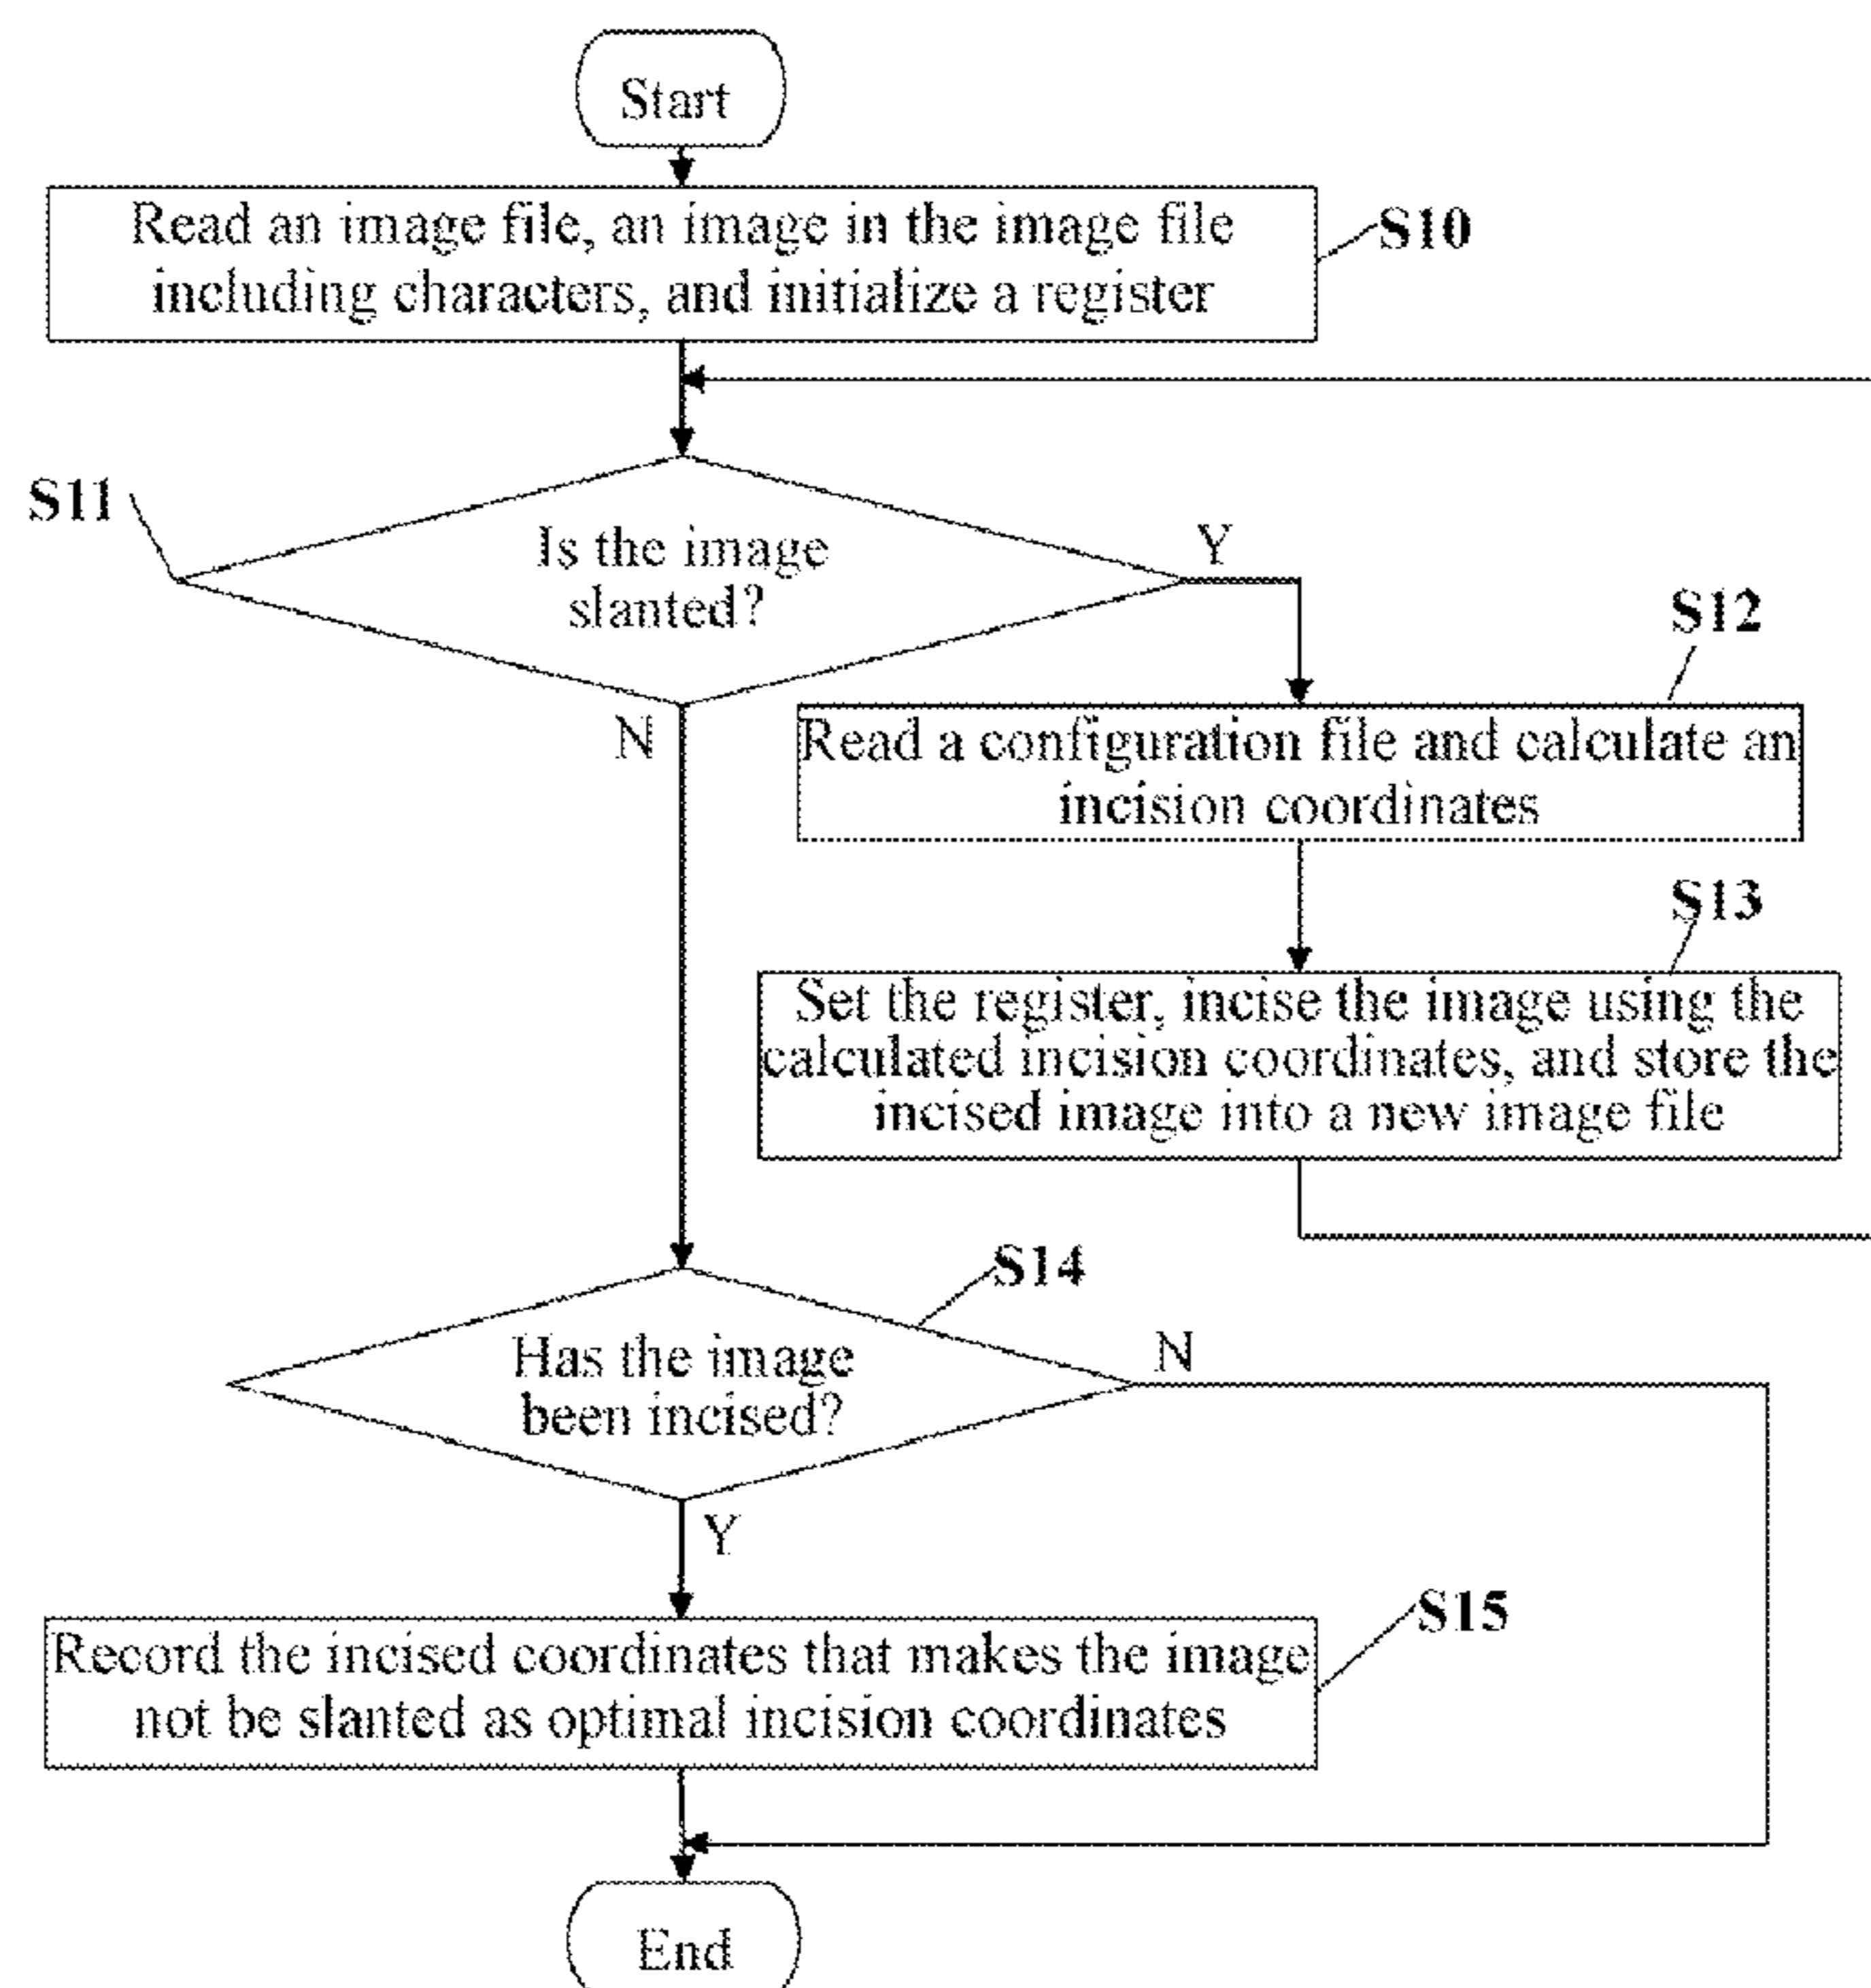 Start
Read an image file, an image in the image file
including characters, and initialize a register
S10
S11
Is the image
slanted?
Y
N
S12
Read a configuration file and calculate an
incision coordinates
S13
Set the register, incise the image using the
calculated incision coordinates, and store the
incised image into a new image file
S14
Has the image
been incised?
N
Y
S15
Record the incised coordinates that makes the image
not be slanted as optimal incision coordinates
End